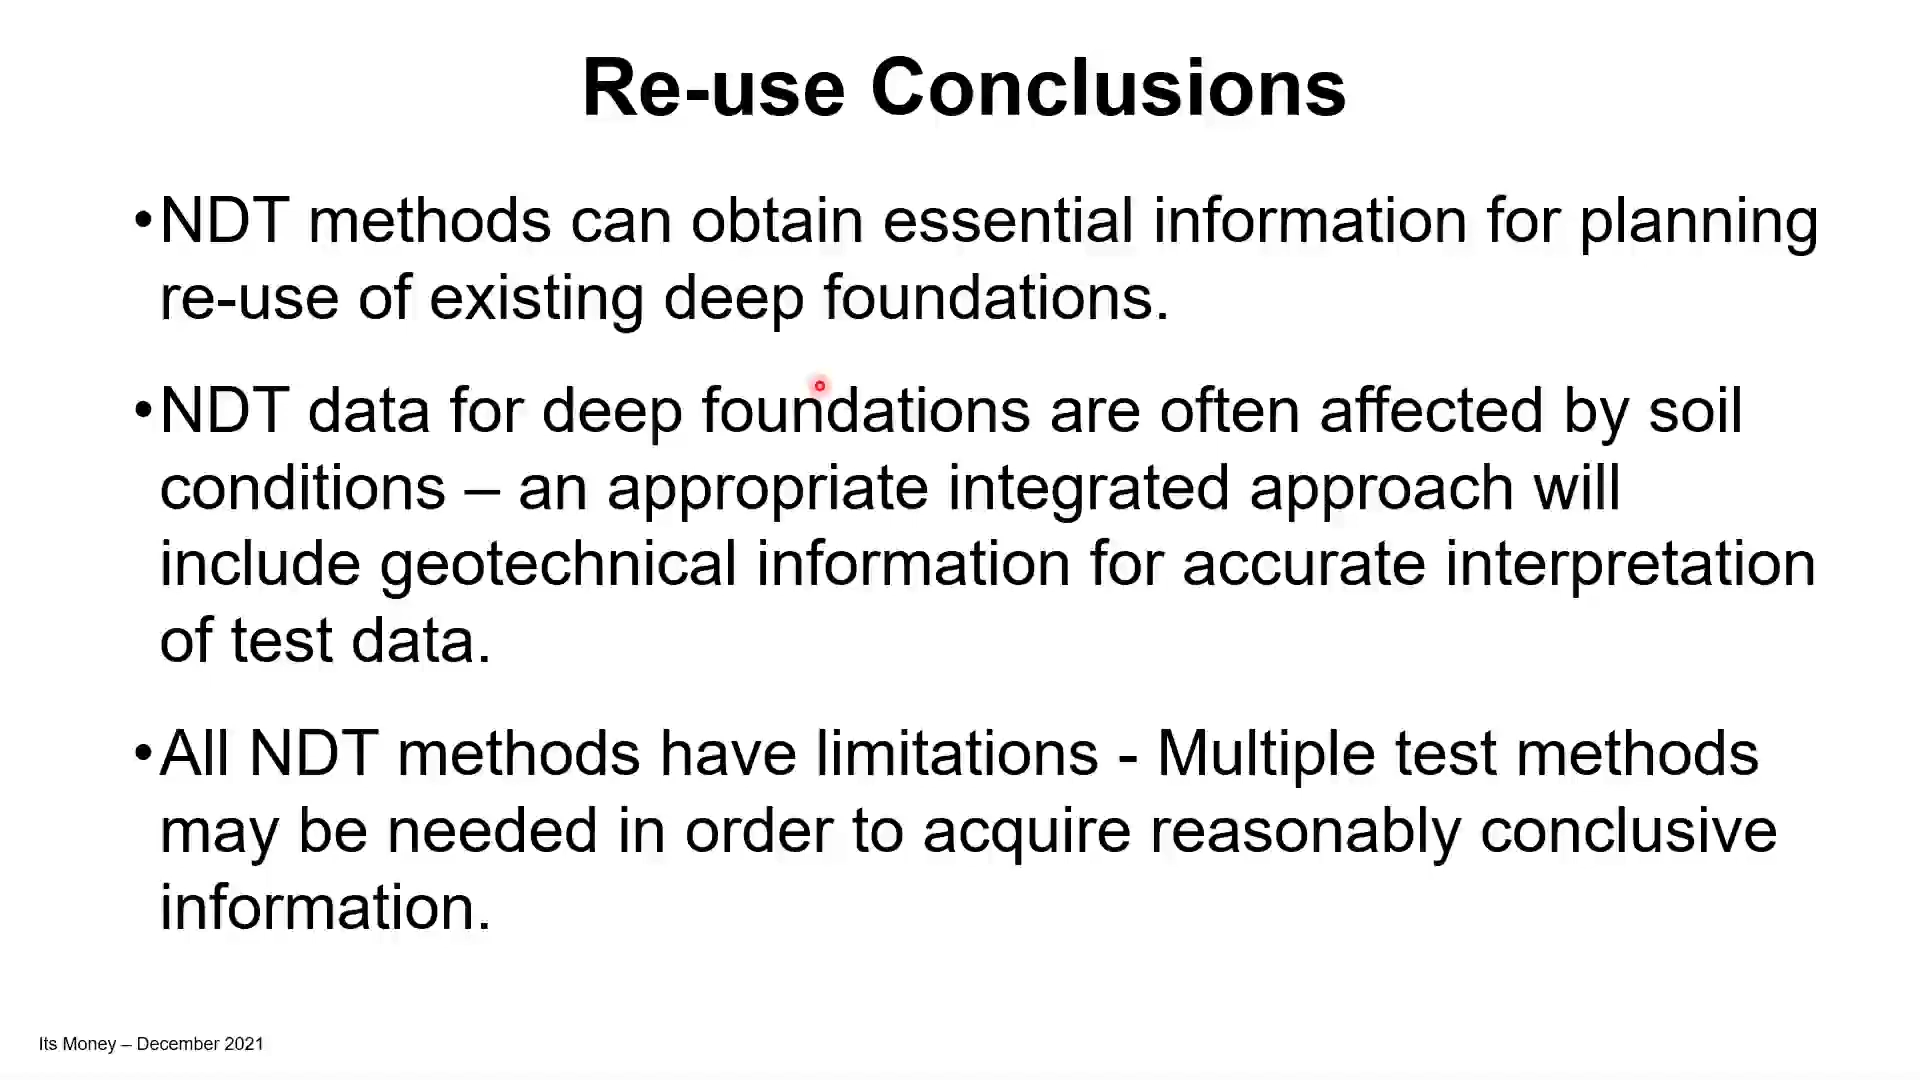 Re-use Conclusions
•NDT methods can obtain essential information for planning
re-use of existing deep foundations.
•NDT data for deep foundations are often affected by soil
conditions – an appropriate integrated approach will
include geotechnical information for accurate interpretation
of test data.
•All NDT methods have limitations - Multiple test methods
may be needed in order to acquire reasonably conclusive
information.
Its Money – December 2021